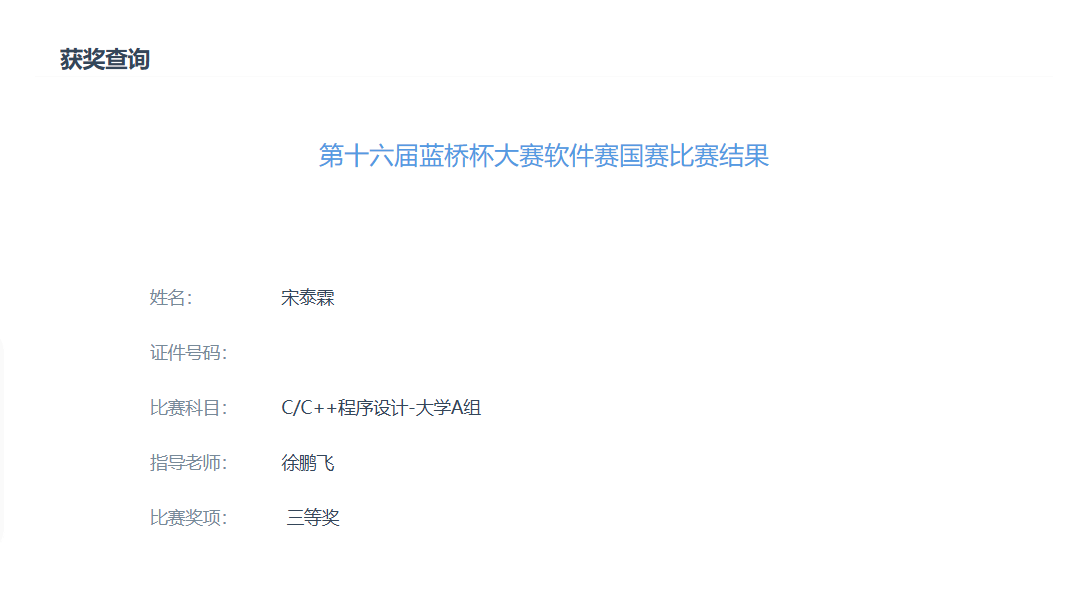 获奖查询
第十六届蓝桥杯大赛软件赛国赛比赛结果
姓名： 宋泰霖
证件号码：
比赛科目： C/C++程序设计-大学A组
指导老师： 徐鹏飞
比赛奖项： 三等奖